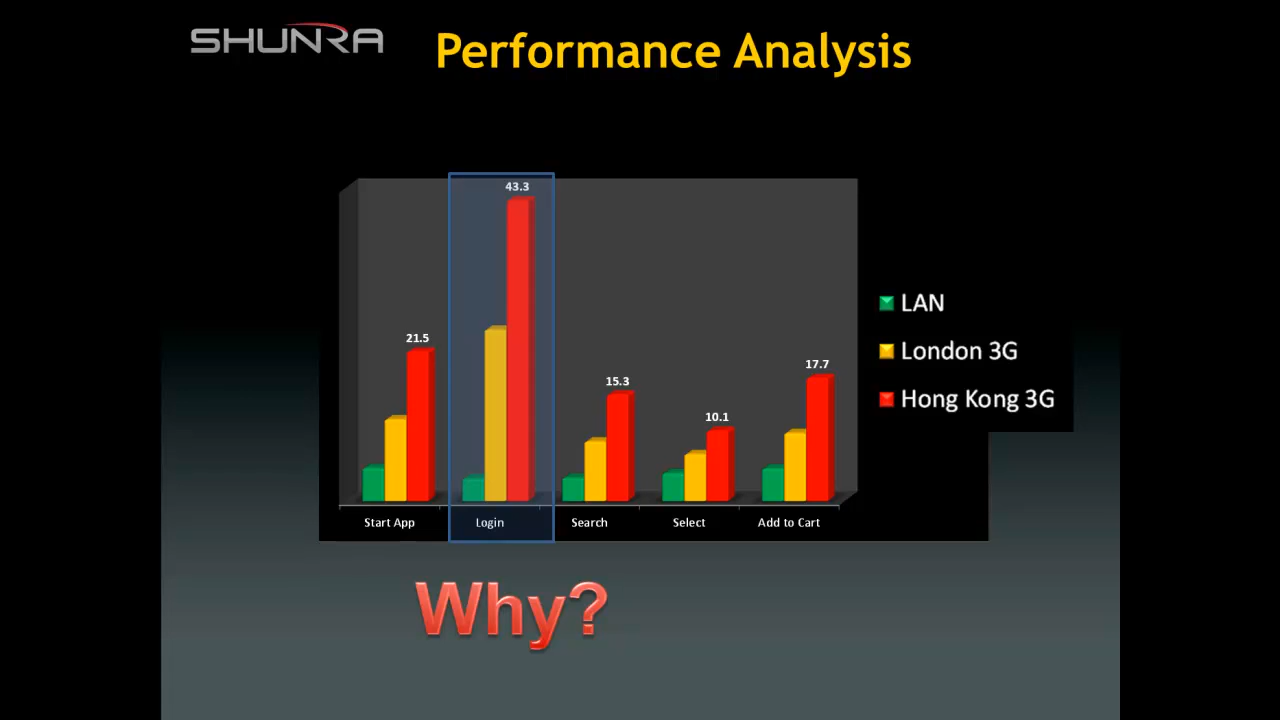 SHUNRA
Performance Analysis
43.3
21.5
17.7
15.3
10.1
LAN
London 3G
Hong Kong 3G
Start App
Login
Search
Select
Add to Cart
Why?